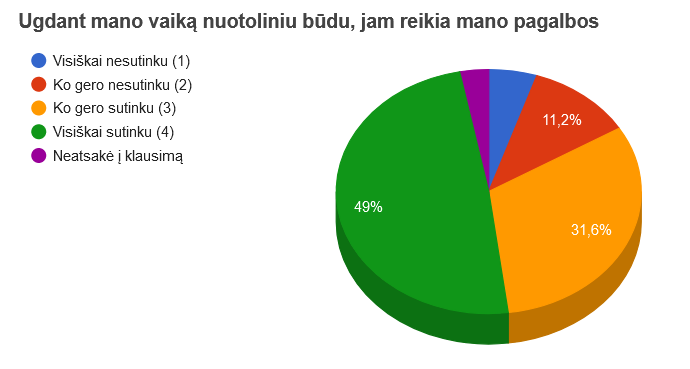 Ugdant mano vaiką nuotoliniu būdu, jam reikia mano pagalbos
Visiškai nesutinku (1)
Ko gero nesutinku (2)
Ko gero sutinku (3)
Visiškai sutinku (4)
Neatsakė į klausimą
11,2%
49%
31,6%